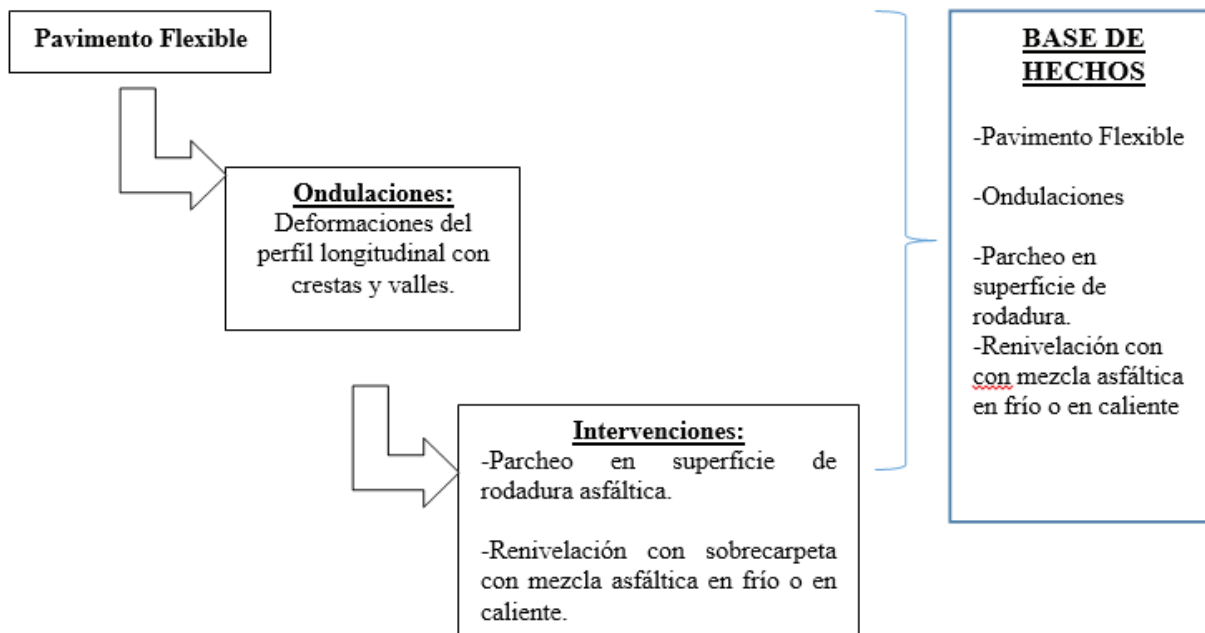 Pavimento Flexible
Ondulaciones:
Deformaciones del
perfil longitudinal con
crestas y valles.
Intervenciones:
-Parcheo en superficie de
rodadura asfáltica.
-Renivelación con sobrecarpeta
con mezcla asfáltica en frío o en
caliente.
BASE DE
HECHOS
-Pavimento Flexible
-Ondulaciones
-Parcheo en
superficie de
rodadura.
-Renivelación con
con mezcla asfáltica
en frío o en caliente